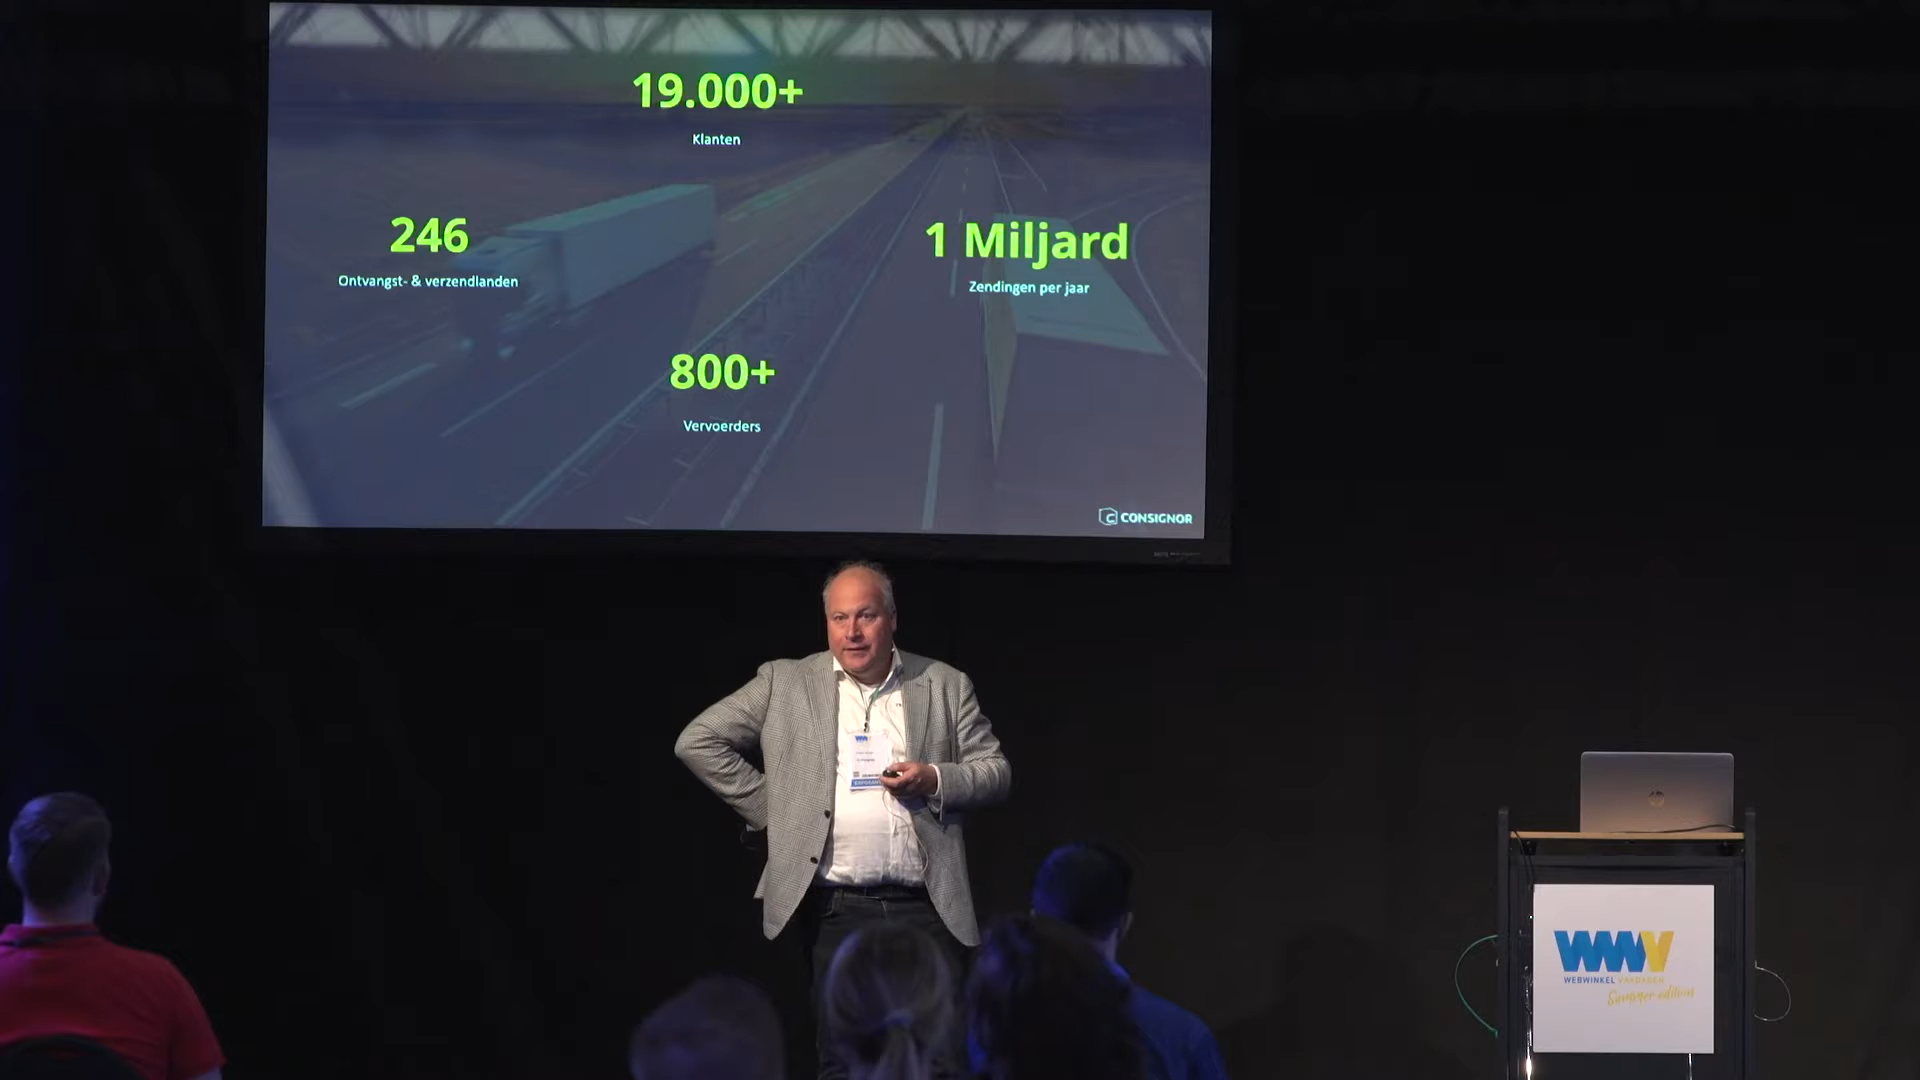 19.000+
Klanten
246
Ontvangst- & verzendlanden
1 Miljard
Zendingen per jaar
800+
Vervoerders
CONSIGNOR
WWV
WEBWINKEL VAKDAGEN
Summer edition